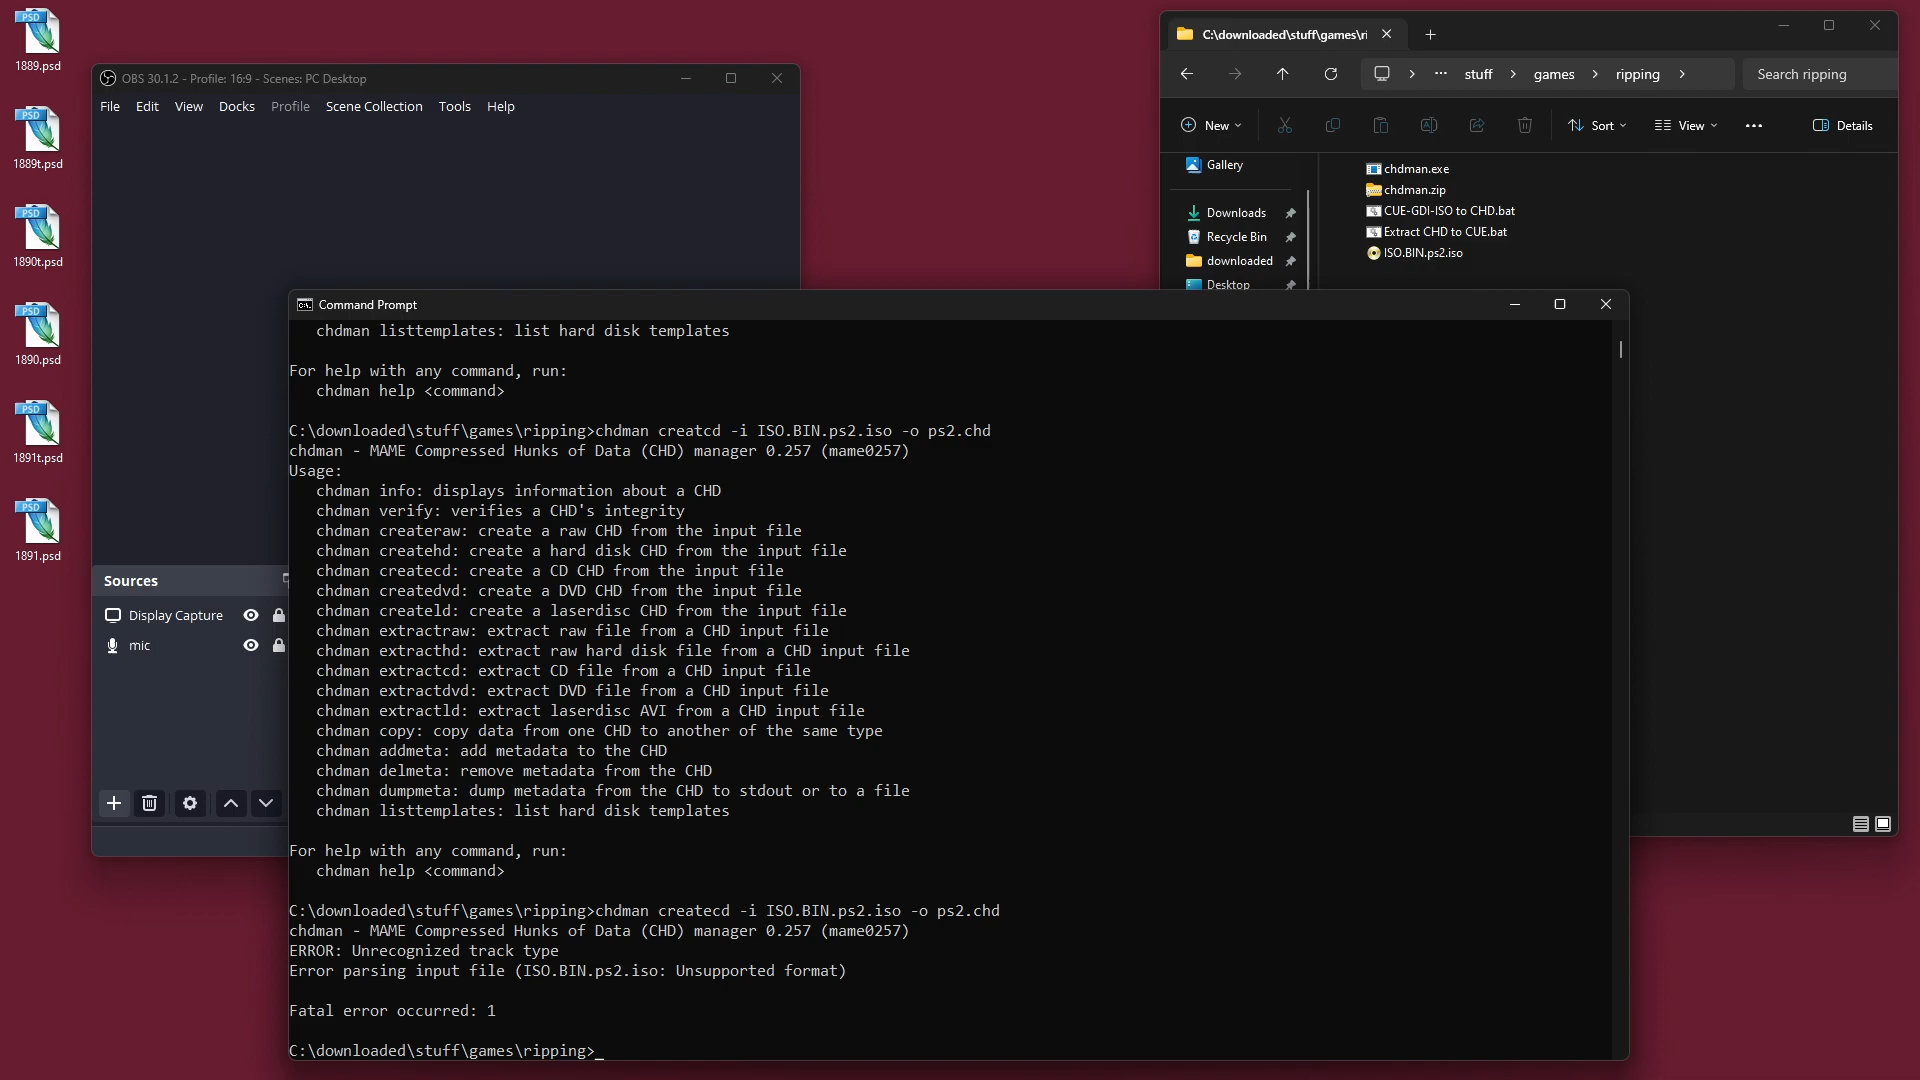 PSD
1889.psd
PSD
1889t.psd
PSD
1890t.psd
PSD
1890.psd
PSD
1891t.psd
PSD
1891.psd
OBS 30.1.2 - Profile: 16:9 - Scenes: PC Desktop
File Edit View Docks Profile Scene Collection Tools Help
Sources
Display Capture
mic
C:\downloaded\stuff\games\ri
stuff games ripping
Search ripping
New
Sort
View
Details
Gallery
Downloads
Recycle Bin
downloaded
Desktop
chdman.exe
chdman.zip
CUE-GDI-ISO to CHD.bat
Extract CHD to CUE.bat
ISO.BIN.ps2.iso
Command Prompt
chdman listtemplates: list hard disk templates
For help with any command, run:
chdman help <command>
C:\downloaded\stuff\games\ripping>chdman creatcd -i ISO.BIN.ps2.iso -o ps2.chd
chdman - MAME Compressed Hunks of Data (CHD) manager 0.257 (mame0257)
Usage:
chdman info: displays information about a CHD
chdman verify: verifies a CHD's integrity
chdman createraw: create a raw CHD from the input file
chdman createhd: create a hard disk CHD from the input file
chdman createcd: create a CD CHD from the input file
chdman createdvd: create a DVD CHD from the input file
chdman createld: create a laserdisc CHD from the input file
chdman extractraw: extract raw file from a CHD input file
chdman extracthd: extract raw hard disk file from a CHD input file
chdman extractcd: extract CD file from a CHD input file
chdman extractdvd: extract DVD file from a CHD input file
chdman extractld: extract laserdisc AVI from a CHD input file
chdman copy: copy data from one CHD to another of the same type
chdman addmeta: add metadata to the CHD
chdman delmeta: remove metadata from the CHD
chdman dumpmeta: dump metadata from the CHD to stdout or to a file
chdman listtemplates: list hard disk templates
For help with any command, run:
chdman help <command>
C:\downloaded\stuff\games\ripping>chdman createcd -i ISO.BIN.ps2.iso -o ps2.chd
chdman - MAME Compressed Hunks of Data (CHD) manager 0.257 (mame0257)
ERROR: Unrecognized track type
Error parsing input file (ISO.BIN.ps2.iso: Unsupported format)
Fatal error occurred: 1
C:\downloaded\stuff\games\ripping>_